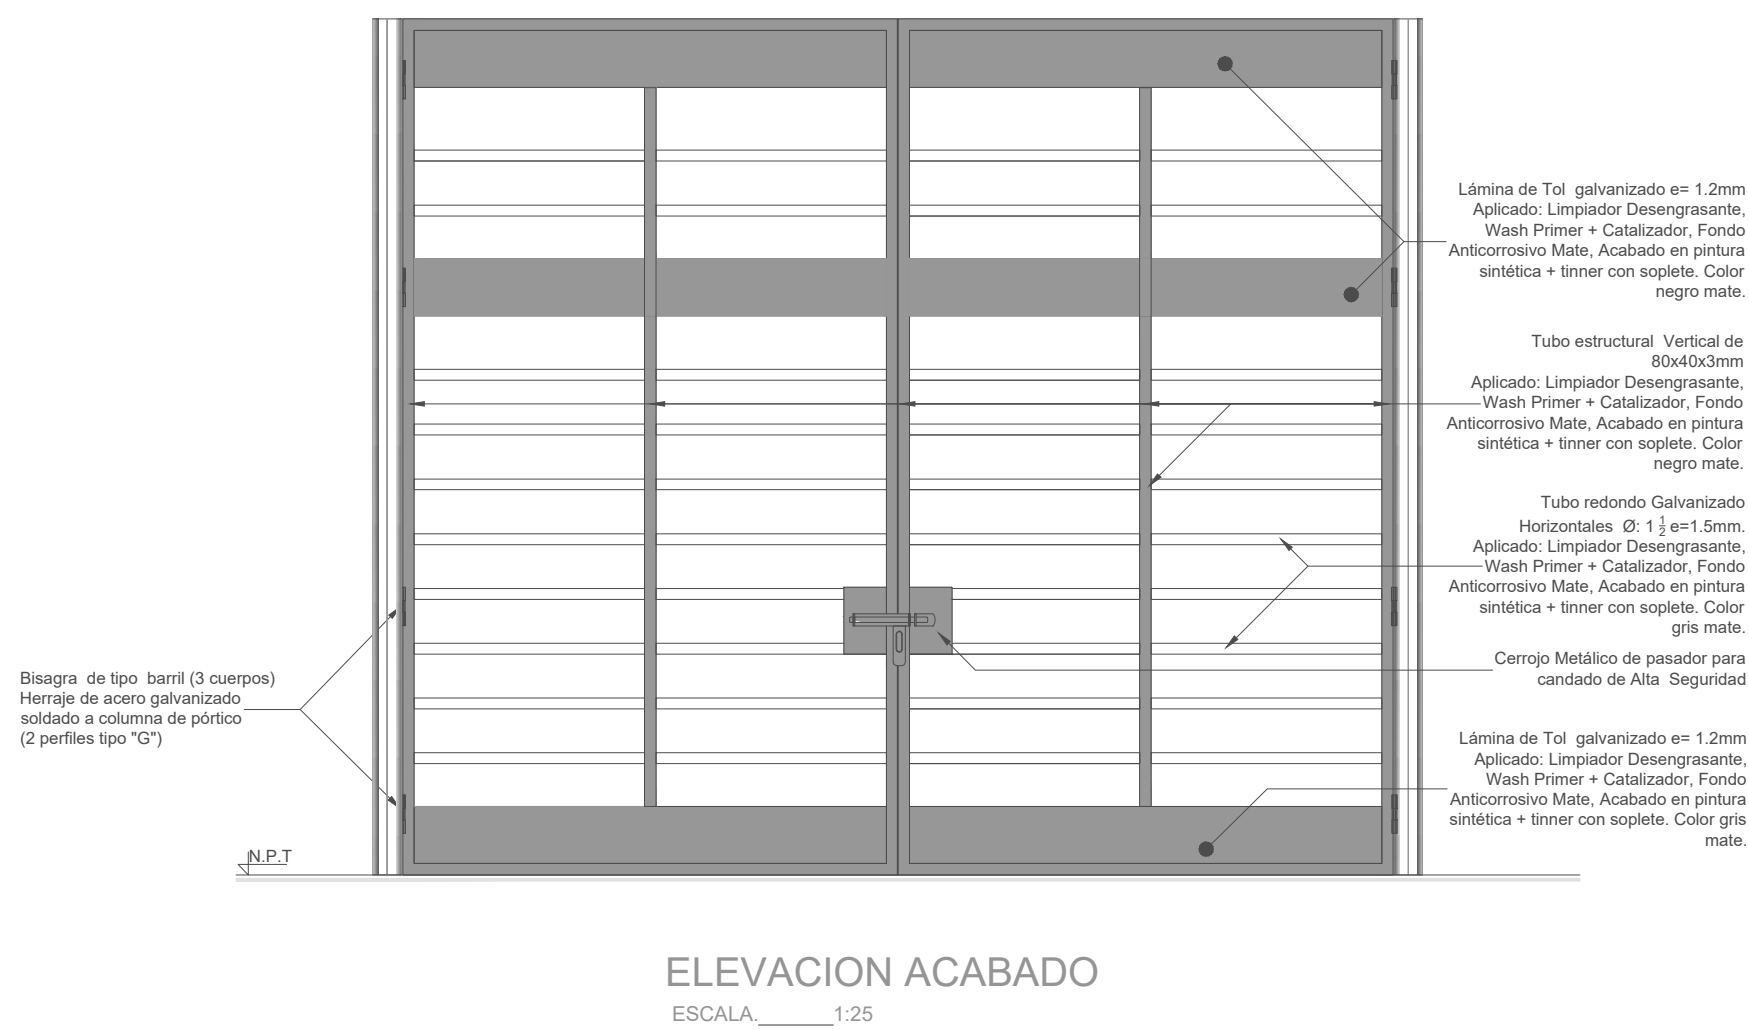 Lámina de Tol galvanizado e= 1.2mm
Aplicado: Limpiador Desengrasante,
Wash Primer + Catalizador, Fondo
Anticorrosivo Mate, Acabado en pintura
sintética + tinner con soplete. Color
negro mate.
Tubo estructural Vertical de
80x40x3mm
Aplicado: Limpiador Desengrasante,
Wash Primer + Catalizador, Fondo
Anticorrosivo Mate, Acabado en pintura
sintética + tinner con soplete. Color
negro mate.
Tubo redondo Galvanizado
Horizontales Ø: 1 1/2 e=1.5mm.
Aplicado: Limpiador Desengrasante,
Wash Primer + Catalizador, Fondo
Anticorrosivo Mate, Acabado en pintura
sintética + tinner con soplete. Color
gris mate.
Cerrojo Metálico de pasador para
candado de Alta Seguridad
Lámina de Tol galvanizado e= 1.2mm
Aplicado: Limpiador Desengrasante,
Wash Primer + Catalizador, Fondo
Anticorrosivo Mate, Acabado en pintura
sintética + tinner con soplete. Color gris
mate.
Bisagra de tipo barril (3 cuerpos)
Herraje de acero galvanizado
soldado a columna de pórtico
(2 perfiles tipo "G")
N.P.T
ELEVACION ACABADO
ESCALA._______1:25